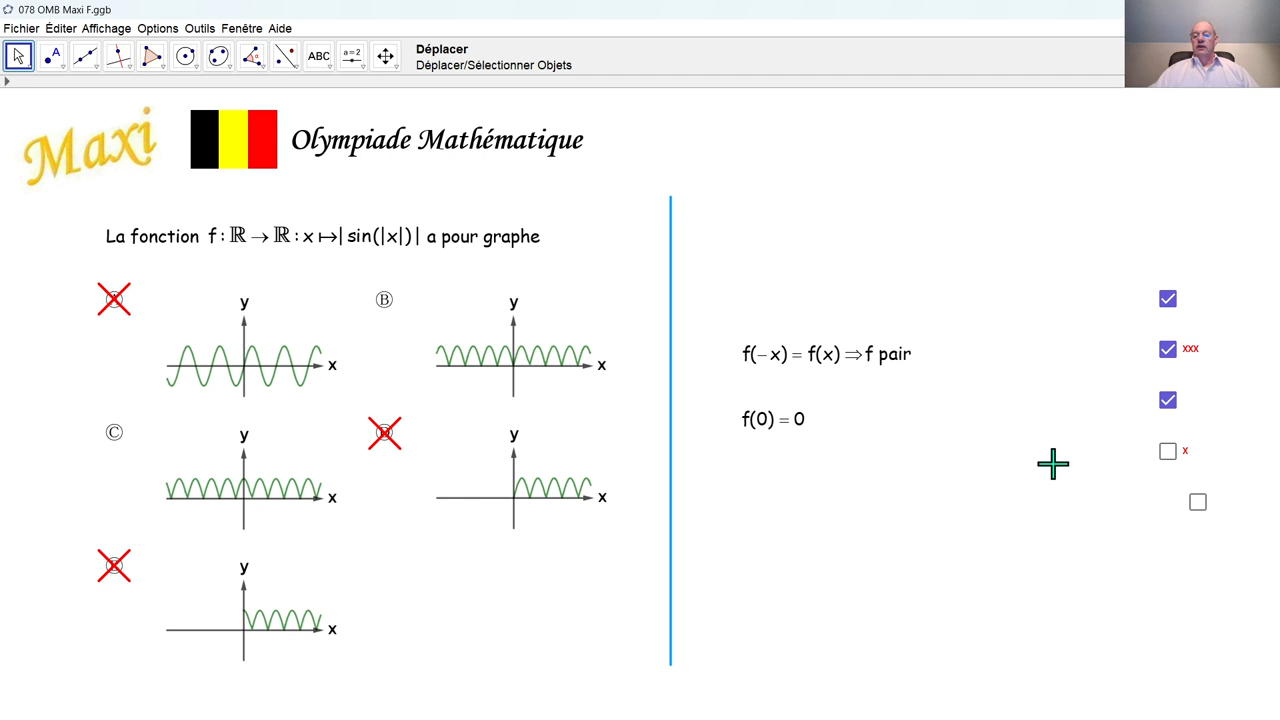 078 OMB Maxi F.ggb
Fichier Éditer Affichage Options Outils Fenêtre Aide
A
ABC
a=2
Déplacer
Déplacer/Sélectionner Objets
Maxi
Olympiade Mathématique
La fonction f : ℝ → ℝ : x ↦ | sin(|x|) | a pour graphe
Ⓐ
y
x
Ⓑ
y
x
Ⓒ
y
x
Ⓓ
y
x
Ⓔ
y
x
f(− x) = f(x) ⇒ f pair
f(0) = 0
xxx
x